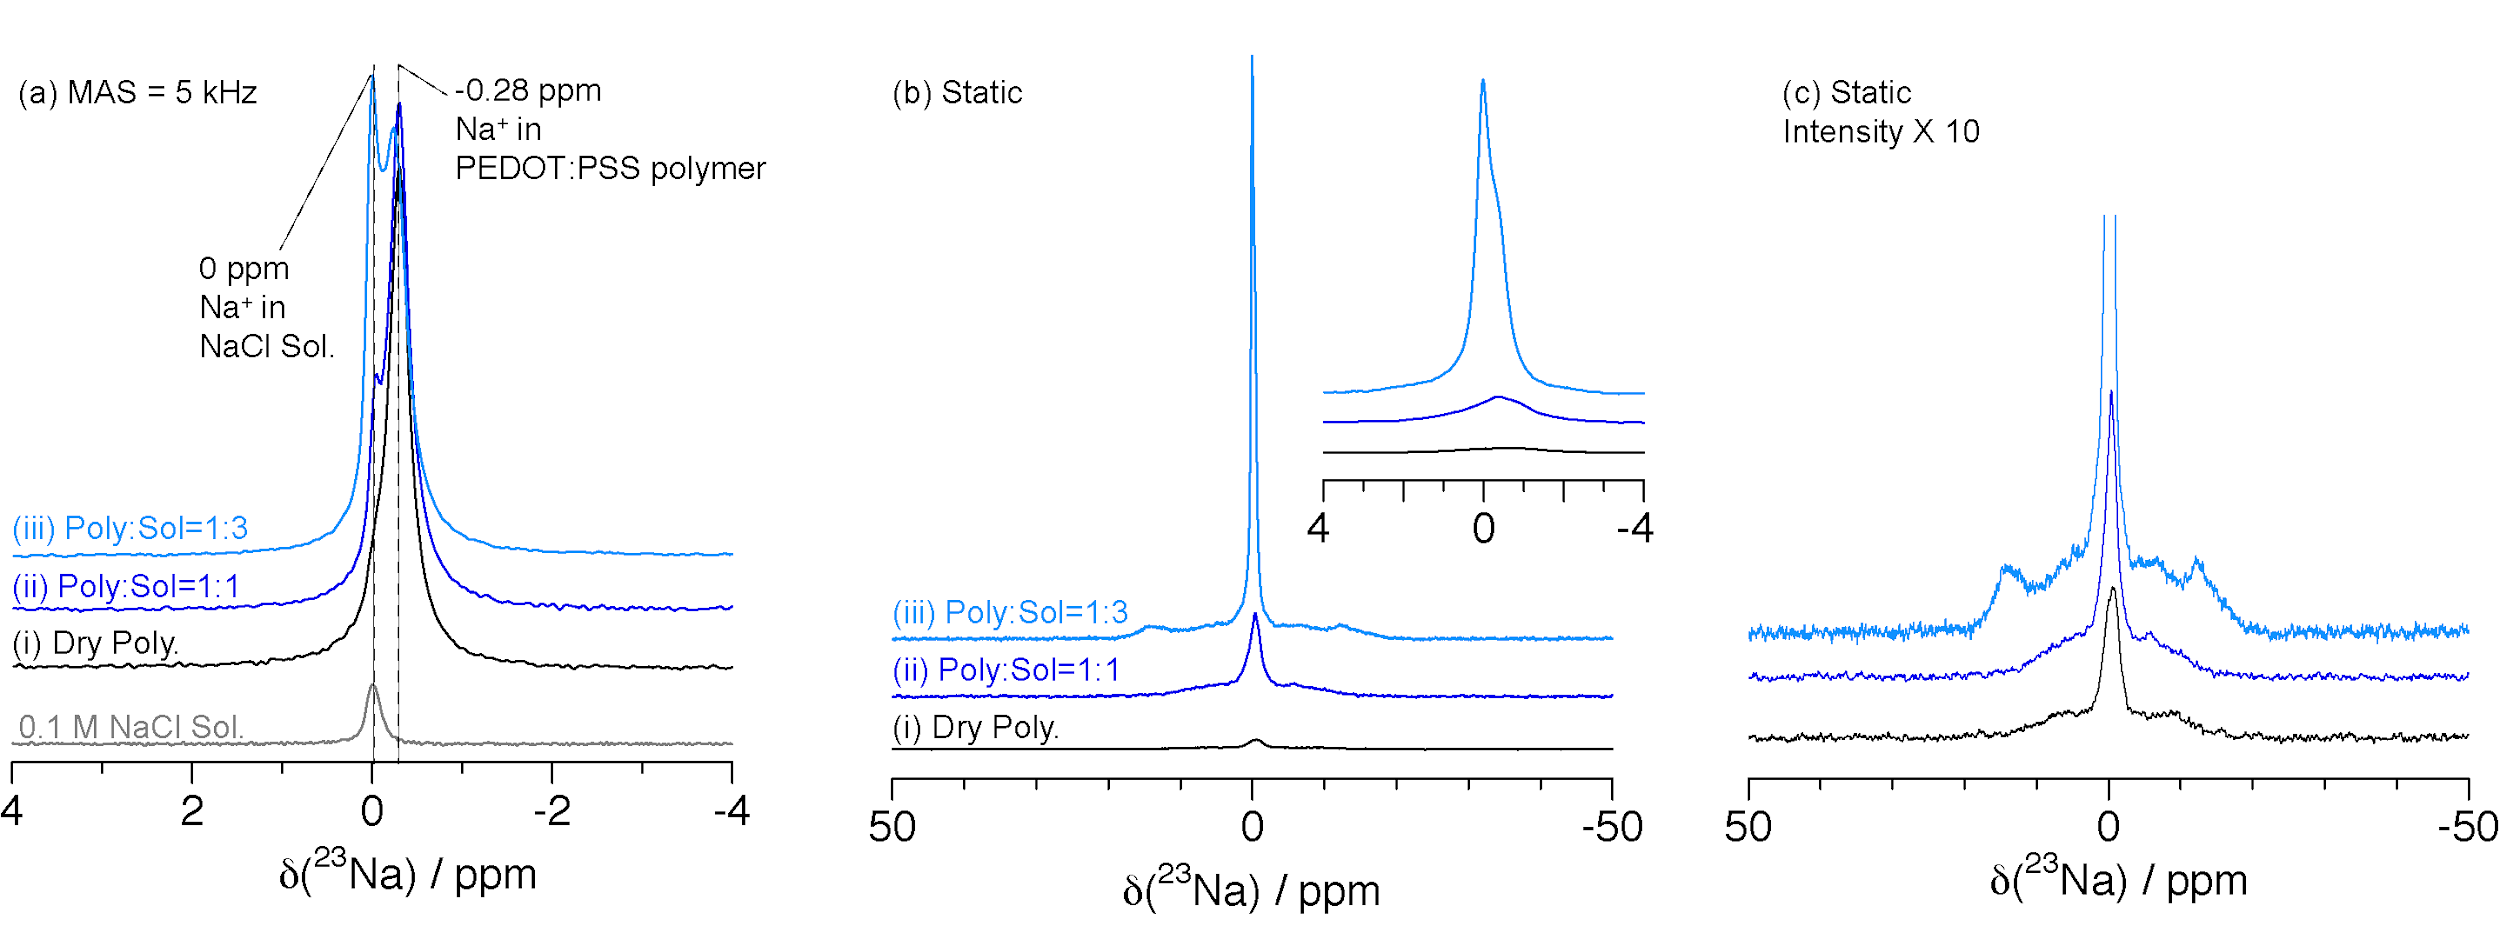 (a) MAS = 5 kHz
-0.28 ppm
Na⁺ in
PEDOT:PSS polymer
0 ppm
Na⁺ in
NaCl Sol.
(iii) Poly:Sol=1:3
(ii) Poly:Sol=1:1
(i) Dry Poly.
0.1 M NaCl Sol.
4 2 0 -2 -4
δ(²³Na) / ppm
(b) Static
4 0 -4
(iii) Poly:Sol=1:3
(ii) Poly:Sol=1:1
(i) Dry Poly.
50 0 -50
δ(²³Na) / ppm
(c) Static
Intensity X 10
50 0 -50
δ(²³Na) / ppm